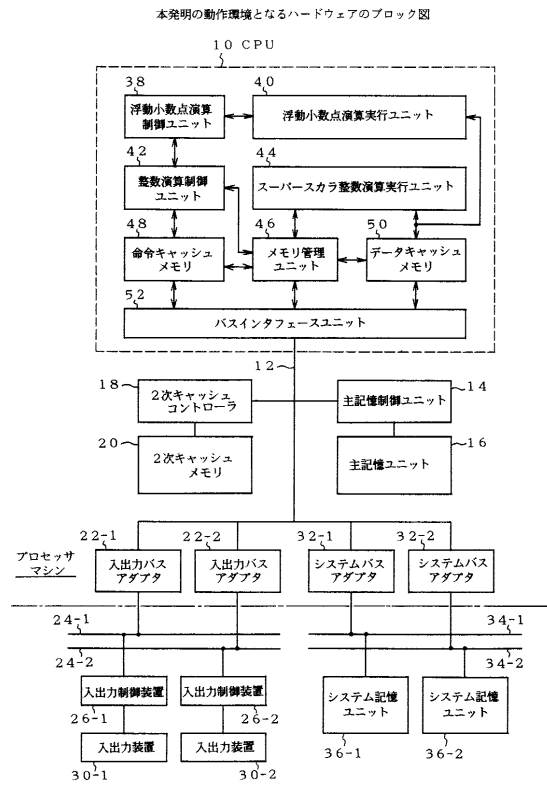 本発明の動作環境となるハードウェアのブロック図
10 CPU
38
40
浮動小数点演算
制御ユニット
浮動小数点演算実行ユニット
42
44
整数演算制御
ユニット
スーパースカラ整数演算実行ユニット
48
46
50
命令キャッシュ
メモリ
メモリ管理
ユニット
データキャッシュ
メモリ
52
バスインタフェースユニット
12
18
14
2次キャッシュ
コントローラ
主記憶制御ユニット
20
16
2次キャッシュ
メモリ
主記憶ユニット
22-1
22-2
32-1
32-2
プロセッサ
マシン
入出力バス
アダプタ
入出力バス
アダプタ
システムバス
アダプタ
システムバス
アダプタ
24-1
34-1
24-2
34-2
入出力制御装置
入出力制御装置
システム記憶
ユニット
システム記憶
ユニット
26-1
26-2
入出力装置
入出力装置
36-1
36-2
30-1
30-2